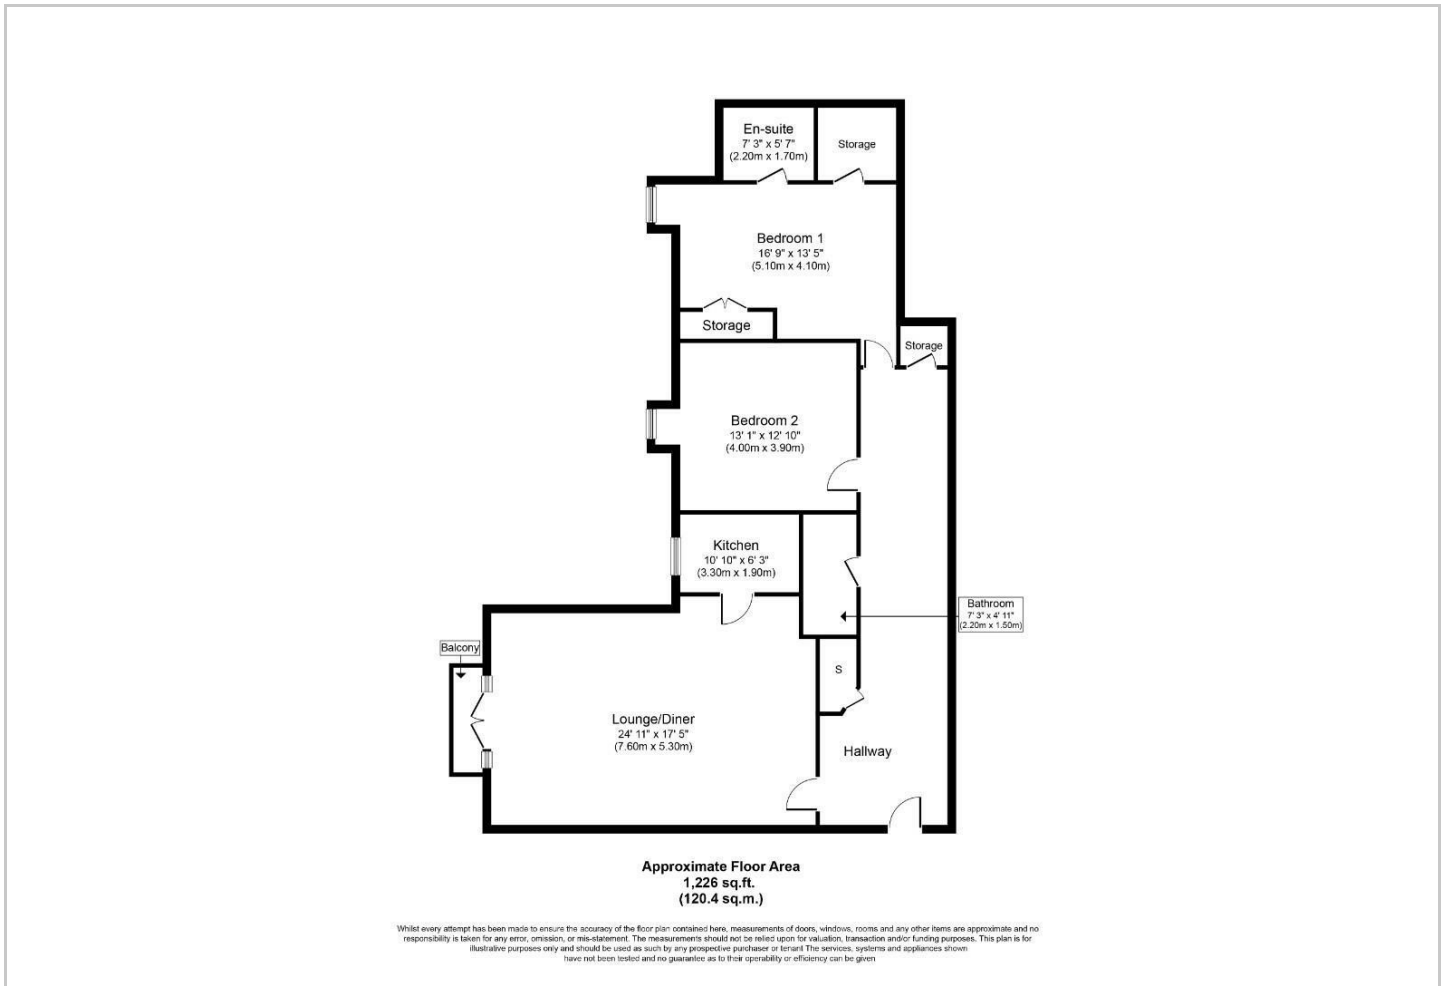 En-suite
7' 3" x 5' 7"
(2.20m x 1.70m)
Storage
Bedroom 1
16' 9" x 13' 5"
(5.10m x 4.10m)
Storage
Storage
Bedroom 2
13' 1" x 12' 10"
(4.00m x 3.90m)
Kitchen
10' 10" x 6' 3"
(3.30m x 1.90m)
Bathroom
7' 3" x 4' 11"
(2.20m x 1.50m)
Balcony
S
Lounge/Diner
24' 11" x 17' 5"
(7.60m x 5.30m)
Hallway
Approximate Floor Area
1,226 sq.ft.
(120.4 sq.m.)
Whilst every attempt has been made to ensure the accuracy of the floor plan contained here, measurements of doors, windows, rooms and any other items are approximate and no
responsibility is taken for any error, omission, or mis-statement. The measurements should not be relied upon for valuation, transaction and/or funding purposes. This plan is for
illustrative purposes only and should be used as such by any prospective purchaser or tenant The services, systems and appliances shown
have not been tested and no guarantee as to their operability or efficiency can be given